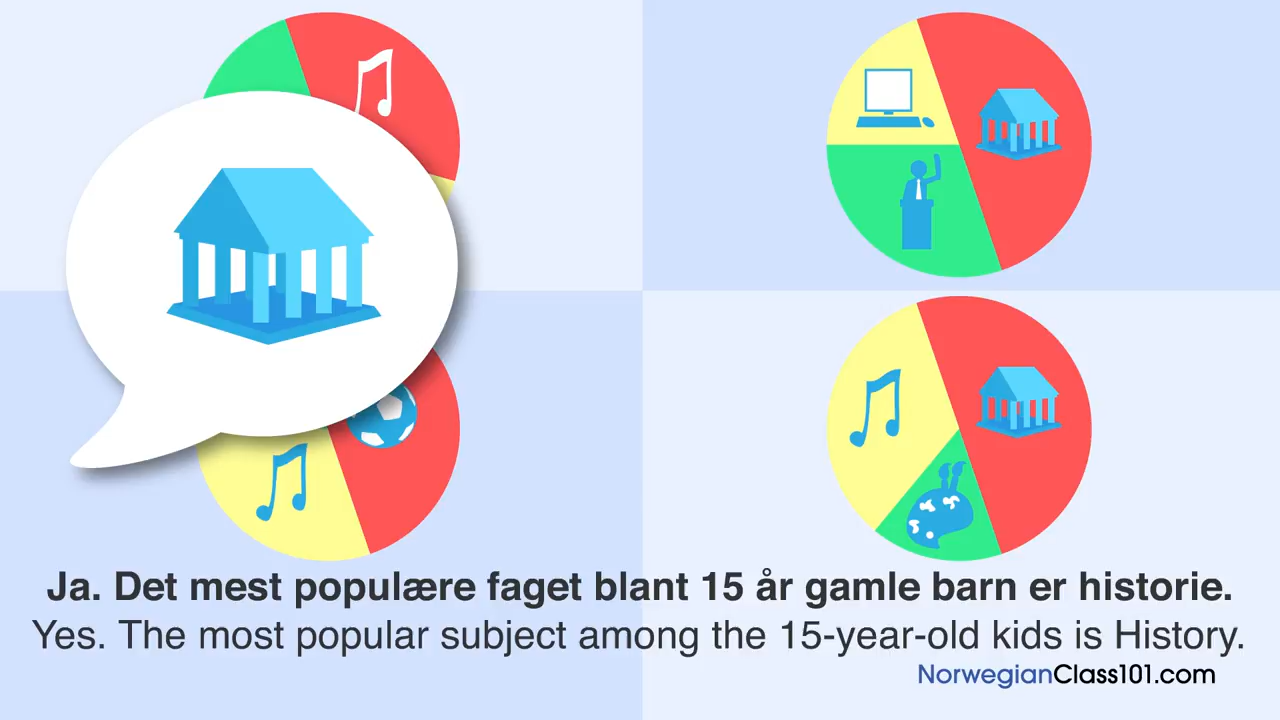 Ja. Det mest populære faget blant 15 år gamle barn er historie.
Yes. The most popular subject among the 15-year-old kids is History.
NorwegianClass101.com